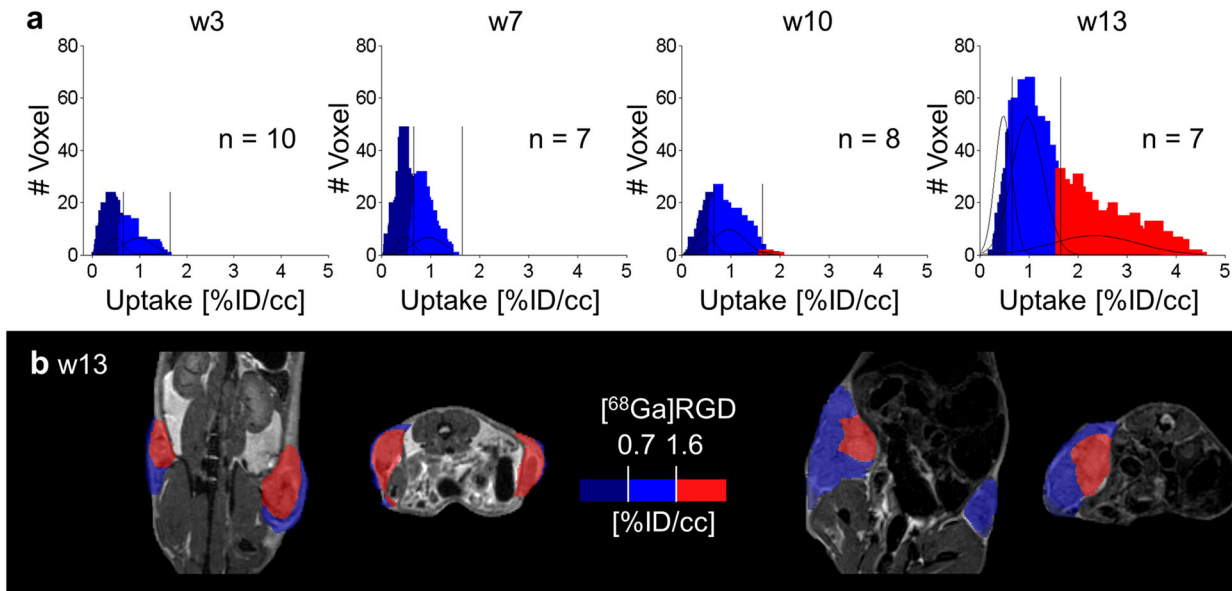 a
w3 w7 w10 w13
80 80 80 80
60 60 60 60
# Voxel # Voxel # Voxel # Voxel
n = 10 n = 7 n = 8 n = 7
40 40 40 40
20 20 20 20
0 0 0 0
0 1 2 3 4 5 0 1 2 3 4 5 0 1 2 3 4 5 0 1 2 3 4 5
Uptake [%ID/cc] Uptake [%ID/cc] Uptake [%ID/cc] Uptake [%ID/cc]
b w13
[⁶⁸Ga]RGD
0.7 1.6
[%ID/cc]